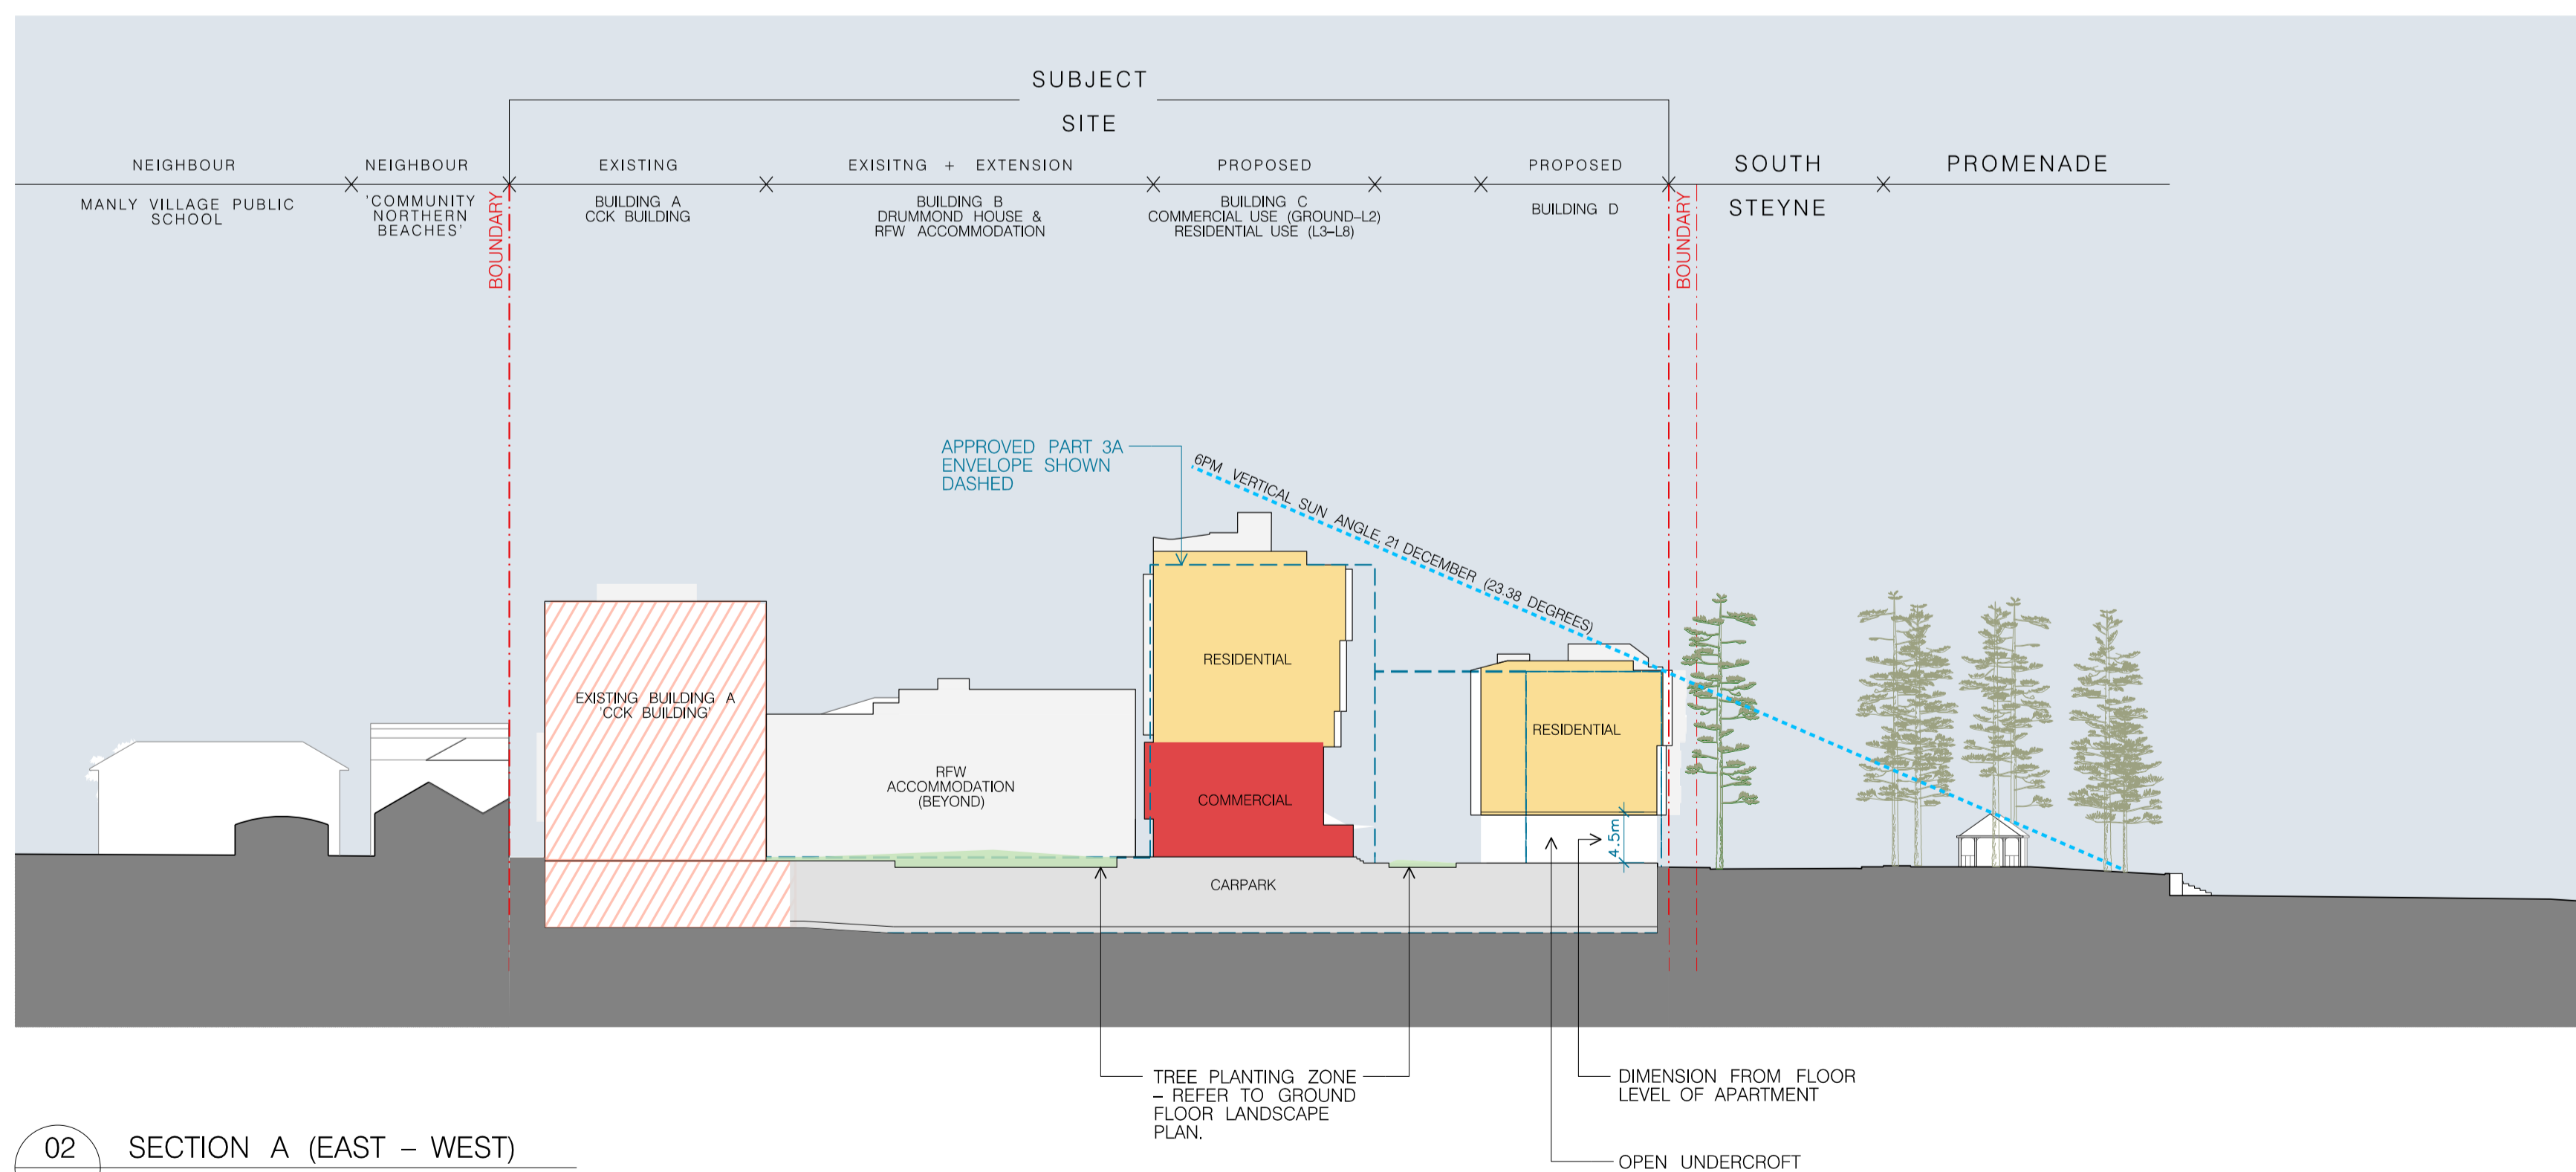 SUBJECT
SITE
NEIGHBOUR
NEIGHBOUR
EXISTING
EXISITNG + EXTENSION
PROPOSED
PROPOSED
SOUTH
PROMENADE
MANLY VILLAGE PUBLIC
SCHOOL
'COMMUNITY
NORTHERN
BEACHES'
BOUNDARY
BUILDING A
CCK BUILDING
BUILDING B
DRUMMOND HOUSE &
RFW ACCOMMODATION
BUILDING C
COMMERCIAL USE (GROUND–L2)
RESIDENTIAL USE (L3–L8)
BUILDING D
BOUNDARY
STEYNE
APPROVED PART 3A
ENVELOPE SHOWN
DASHED
6PM VERTICAL SUN ANGLE, 21 DECEMBER (23.38 DEGREES)
RESIDENTIAL
EXISTING BUILDING A
'CCK BUILDING'
RESIDENTIAL
RFW
ACCOMMODATION
(BEYOND)
COMMERCIAL
4.5m
CARPARK
TREE PLANTING ZONE
– REFER TO GROUND
FLOOR LANDSCAPE
PLAN.
DIMENSION FROM FLOOR
LEVEL OF APARTMENT
OPEN UNDERCROFT
02 SECTION A (EAST – WEST)